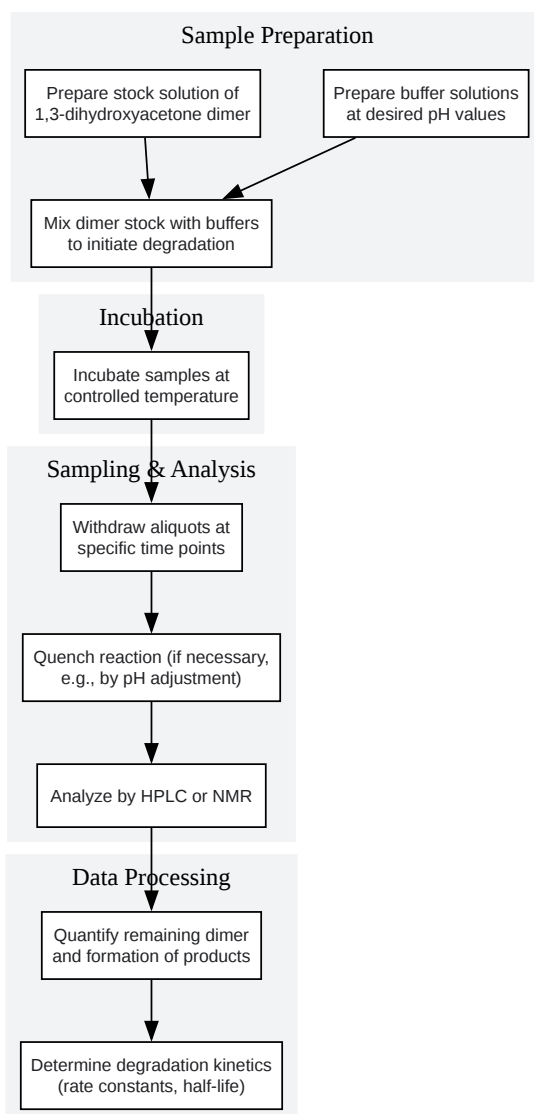 Sample Preparation
Prepare stock solution of
1,3-dihydroxyacetone dimer
Prepare buffer solutions
at desired pH values
Mix dimer stock with buffers
to initiate degradation
Incubation
Incubate samples at
controlled temperature
Sampling & Analysis
Withdraw aliquots at
specific time points
Quench reaction (if necessary,
e.g., by pH adjustment)
Analyze by HPLC or NMR
Data Processing
Quantify remaining dimer
and formation of products
Determine degradation kinetics
(rate constants, half-life)